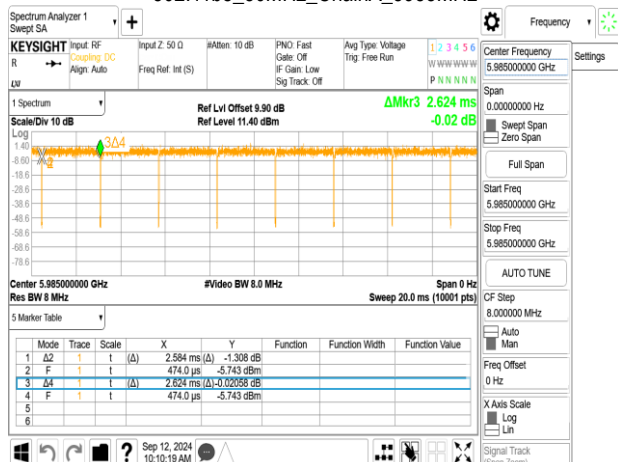 Spectrum Analyzer 1
Swept SA
KEYSIGHT
R
Input: RF
Coupling: DC
Align: Auto
Input Z: 50 Ω
Freq Ref: Int (S)
#Atten: 10 dB
PNO: Fast
Gate: Off
IF Gain: Low
Sig Track: Off
Avg Type: Voltage
Trig: Free Run
1 2 3 4 5 6
W W W W W W
P N N N N N
1 Spectrum
Scale/Div 10 dB
Ref Lvl Offset 9.90 dB
Ref Level 11.40 dBm
ΔMkr3 2.624 ms
-0.02 dB
Log
1.40
-8.60
-18.6
-28.6
-38.6
-48.6
-58.6
-68.6
-78.6
3Δ4
Center 5.985000000 GHz
Res BW 8 MHz
#Video BW 8.0 MHz
Span 0 Hz
Sweep 20.0 ms (10001 pts)
5 Marker Table
Mode Trace Scale X Y Function Function Width Function Value
1 Δ2 1 t (Δ) 2.584 ms (Δ) -1.308 dB
2 F 1 t 474.0 µs -5.743 dBm
3 Δ4 1 t (Δ) 2.624 ms (Δ) -0.02058 dB
4 F 1 t 474.0 µs -5.743 dBm
5
6
Sep 12, 2024
10:10:19 AM
Frequency
Settings
Center Frequency
5.985000000 GHz
Span
0.00000000 Hz
Swept Span
Zero Span
Full Span
Start Freq
5.985000000 GHz
Stop Freq
5.985000000 GHz
AUTO TUNE
CF Step
8.000000 MHz
Auto
Man
Freq Offset
0 Hz
X Axis Scale
Log
Lin
Signal Track